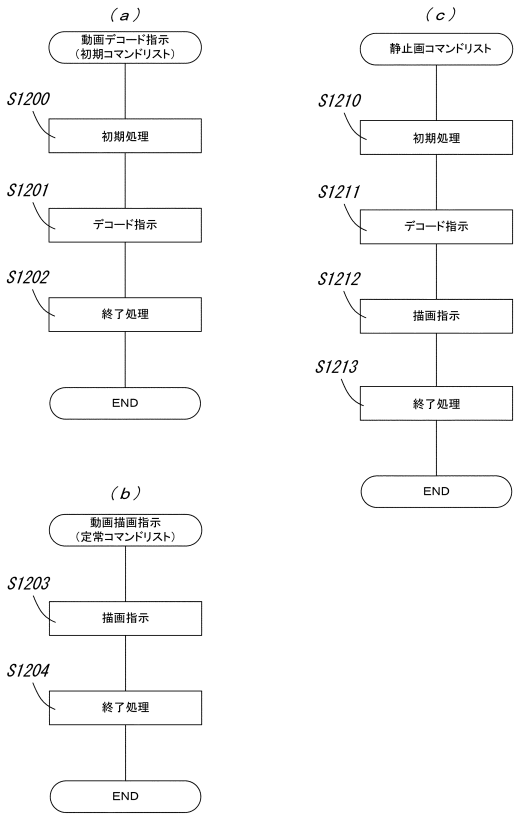 (a)
動画デコード指示
(初期コマンドリスト)
S1200
初期処理
S1201
デコード指示
S1202
終了処理
END
(b)
動画描画指示
(定常コマンドリスト)
S1203
描画指示
S1204
終了処理
END
(c)
静止画コマンドリスト
S1210
初期処理
S1211
デコード指示
S1212
描画指示
S1213
終了処理
END